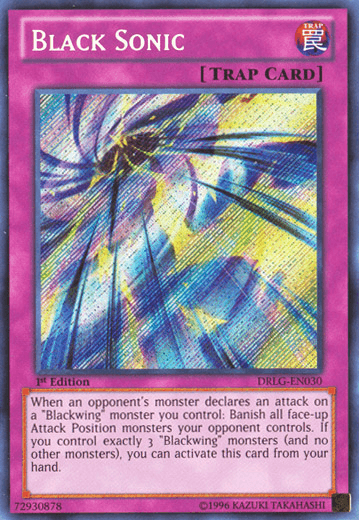 BLACK SONIC
TRAP
罠
[TRAP CARD]
1st Edition
DRLG-EN030
When an opponent's monster declares an attack on
a "Blackwing" monster you control: Banish all face-up
Attack Position monsters your opponent controls. If
you control exactly 3 "Blackwing" monsters (and no
other monsters), you can activate this card from your
hand.
72930878
©1996 KAZUKI TAKAHASHI